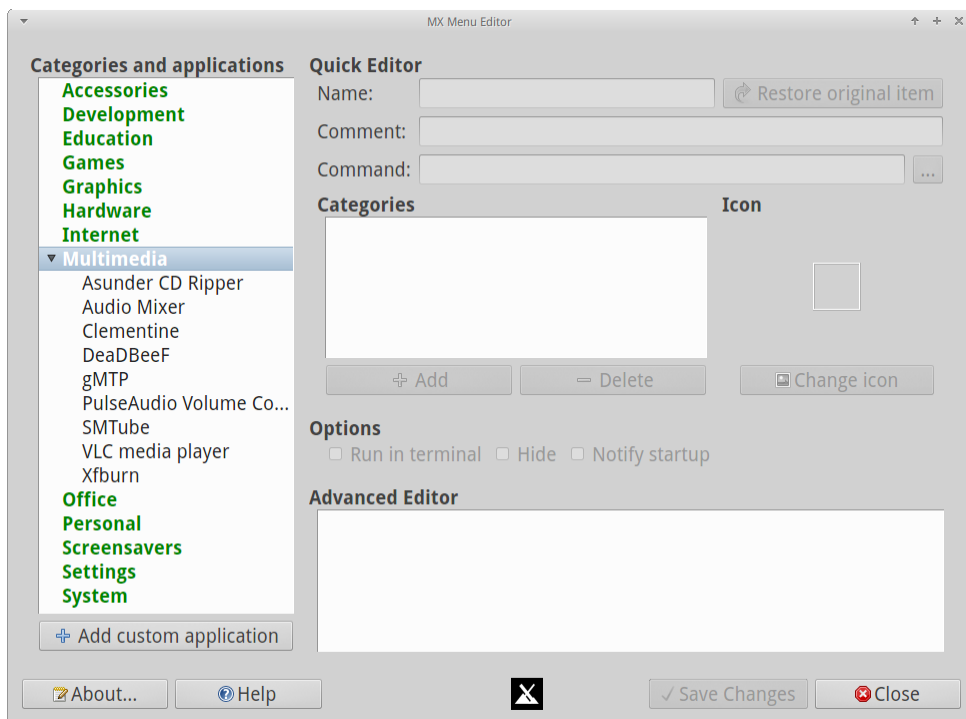 MX Menu Editor
Categories and applications
Accessories
Development
Education
Games
Graphics
Hardware
Internet
Multimedia
Asunder CD Ripper
Audio Mixer
Clementine
DeaDBeeF
gMTP
PulseAudio Volume Co...
SMTube
VLC media player
Xfburn
Office
Personal
Screensavers
Settings
System
Add custom application
Quick Editor
Name:
Restore original item
Comment:
Command:
...
Categories
Icon
Add
Delete
Change icon
Options
Run in terminal
Hide
Notify startup
Advanced Editor
About...
Help
Save Changes
Close